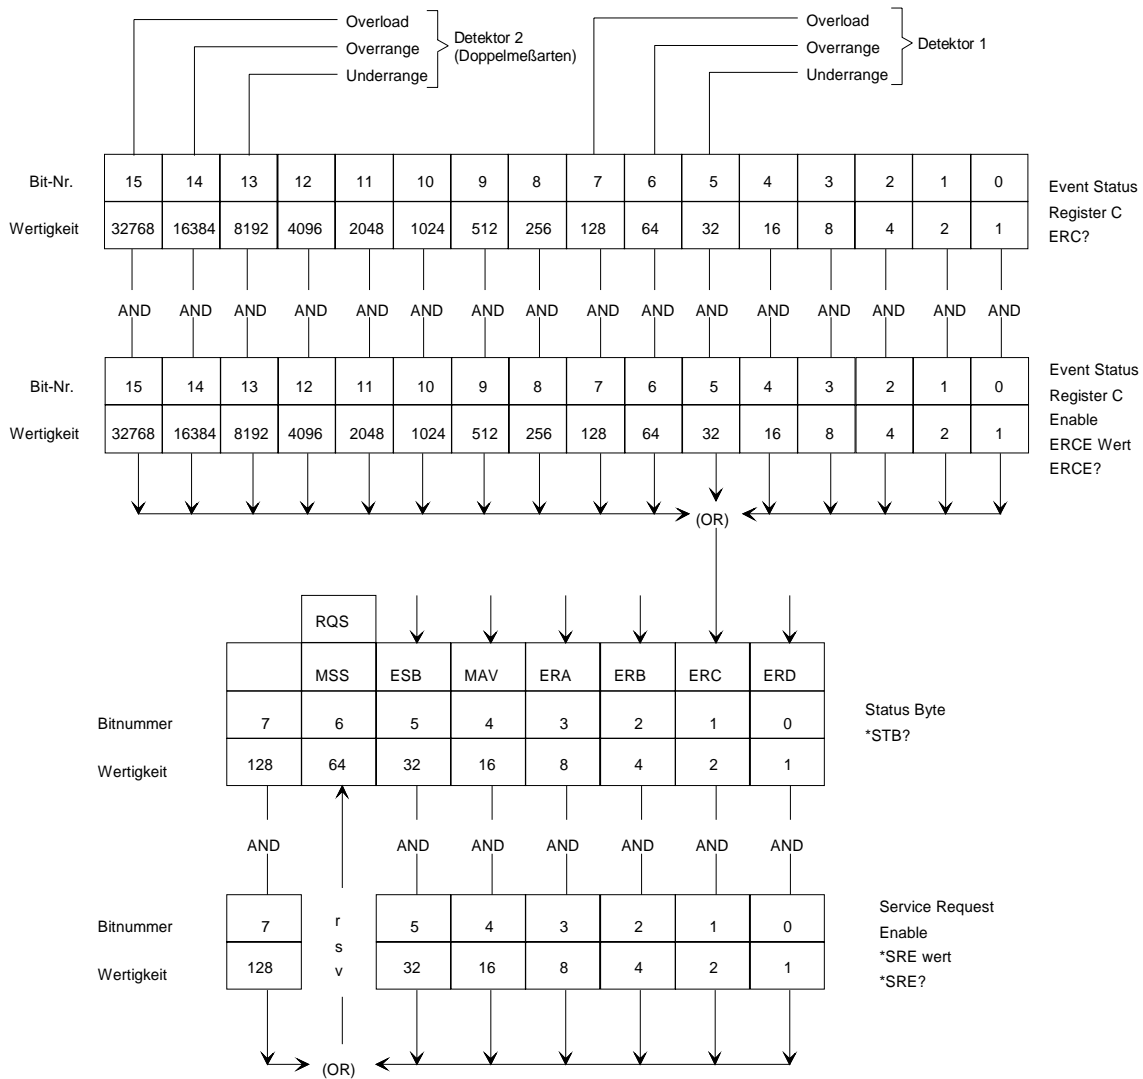 Overload
Overrange
Underrange
Detektor 2
(Doppelmeßarten)
Overload
Overrange
Underrange
Detektor 1
Bit-Nr. 15 14 13 12 11 10 9 8 7 6 5 4 3 2 1 0
Wertigkeit 32768 16384 8192 4096 2048 1024 512 256 128 64 32 16 8 4 2 1
Event Status
Register C
ERC?
AND AND AND AND AND AND AND AND AND AND AND AND AND AND AND AND
Bit-Nr. 15 14 13 12 11 10 9 8 7 6 5 4 3 2 1 0
Wertigkeit 32768 16384 8192 4096 2048 1024 512 256 128 64 32 16 8 4 2 1
Event Status
Register C
Enable
ERCE Wert
ERCE?
(OR)
RQS
MSS ESB MAV ERA ERB ERC ERD
Bitnummer 7 6 5 4 3 2 1 0
Wertigkeit 128 64 32 16 8 4 2 1
Status Byte
*STB?
AND AND AND AND AND AND AND
Bitnummer 7 5 4 3 2 1 0
Wertigkeit 128 32 16 8 4 2 1
r
s
v
Service Request
Enable
*SRE wert
*SRE?
(OR)